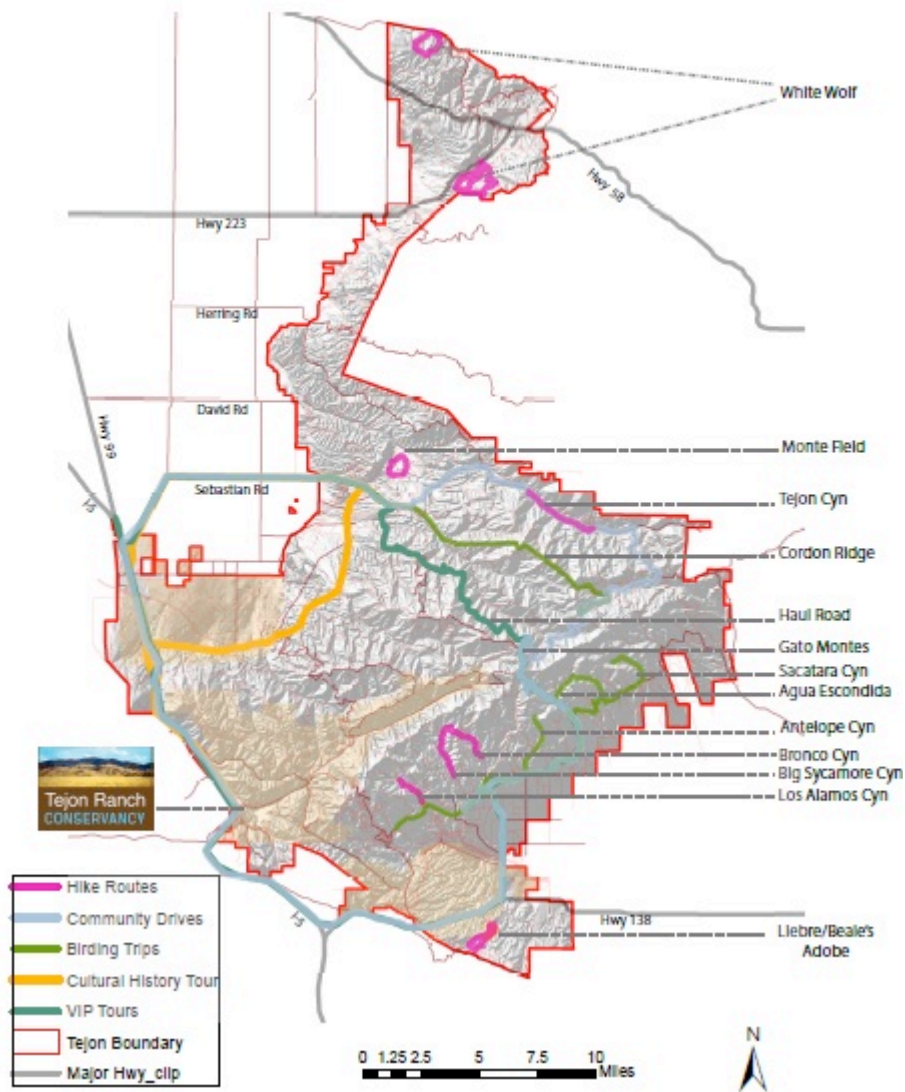 White Wolf
Hwy 58
Hwy 223
Herring Rd
Hwy 99
David Rd
Monte Field
I-5
Sebastian Rd
Tejon Cyn
Cordon Ridge
Haul Road
Gato Montes
Sacatara Cyn
Agua Escondida
Antelope Cyn
Bronco Cyn
Big Sycamore Cyn
Los Alamos Cyn
Tejon Ranch
CONSERVANCY
Hike Routes
Community Drives
Birding Trips
Cultural History Tour
VIP Tours
Tejon Boundary
Major Hwy_clip
I-5
Hwy 138
Liebre/Beale's
Adobe
0 1.25 2.5 5 7.5 10
Miles
N